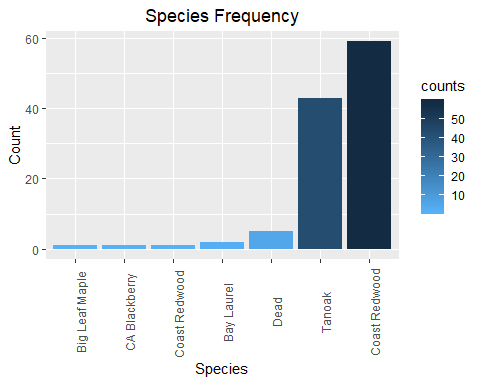 Species Frequency
Count
60
40
20
0
Big Leaf Maple
CA Blackberry
Coast Redwood
Bay Laurel
Dead
Tanoak
Coast Redwood
Species
counts
50
40
30
20
10